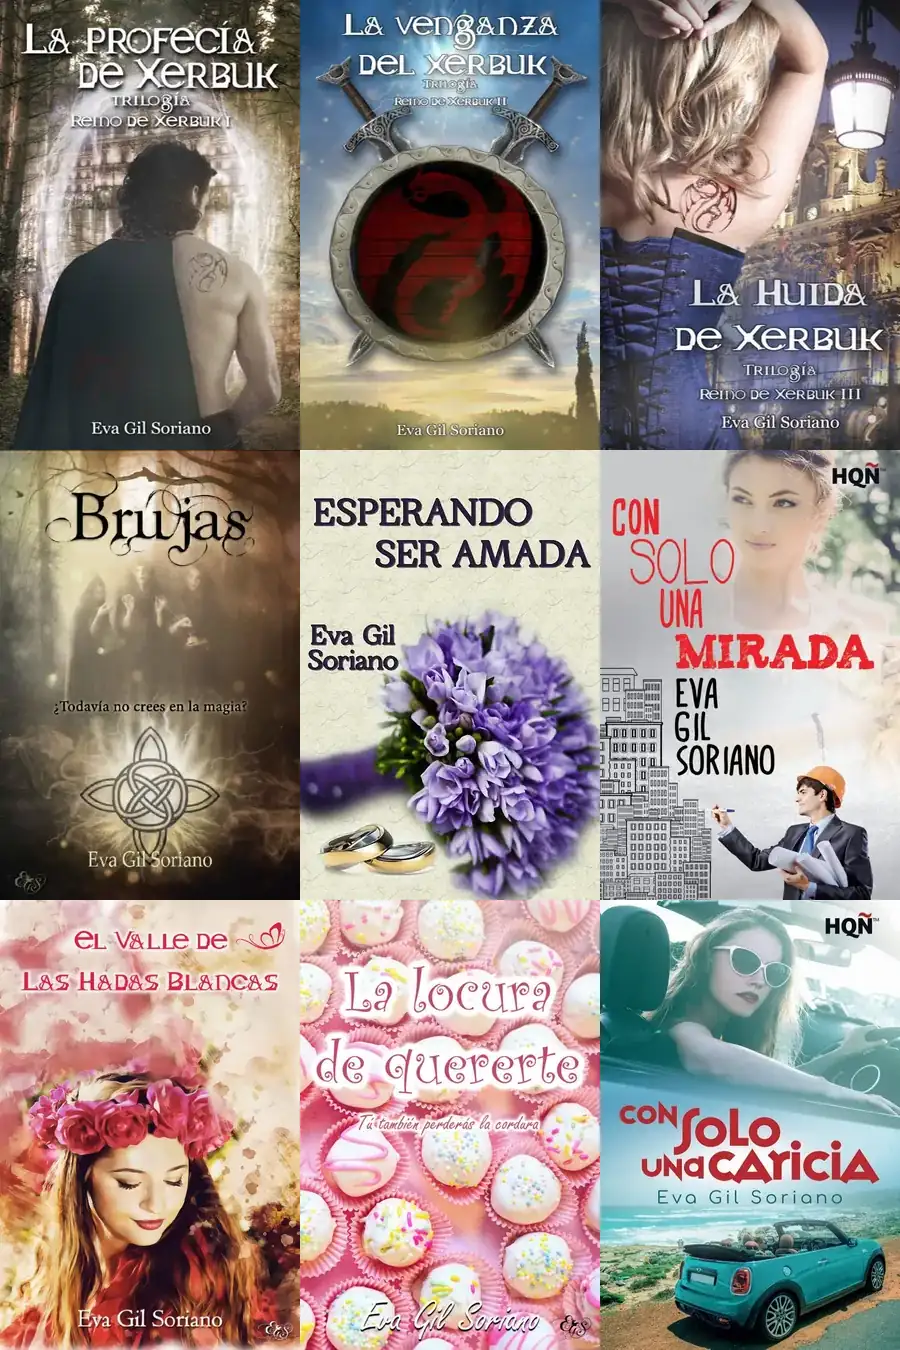 La profecía
de Xerbuk
Trilogía
Reino de Xerbuk I
Eva Gil Soriano
La venganza
del Xerbuk
Trilogía
Reino de Xerbuk II
Eva Gil Soriano
La Huida
de Xerbuk
Trilogía
Reino de Xerbuk III
Eva Gil Soriano
Brujas
¿Todavía no crees en la magia?
Eva Gil Soriano
EGS
ESPERANDO
SER AMADA
Eva Gil
Soriano
HQÑ
CON
SOLO
UNA
MIRADA
EVA
GIL
SORIANO
El Valle de
Las Hadas Blancas
Eva Gil Soriano
EGS
La locura
de quererte
Tú también perderás la cordura
Eva Gil Soriano
EGS
HQÑ™
CON SOLO
UNA CARICIA
Eva Gil Soriano